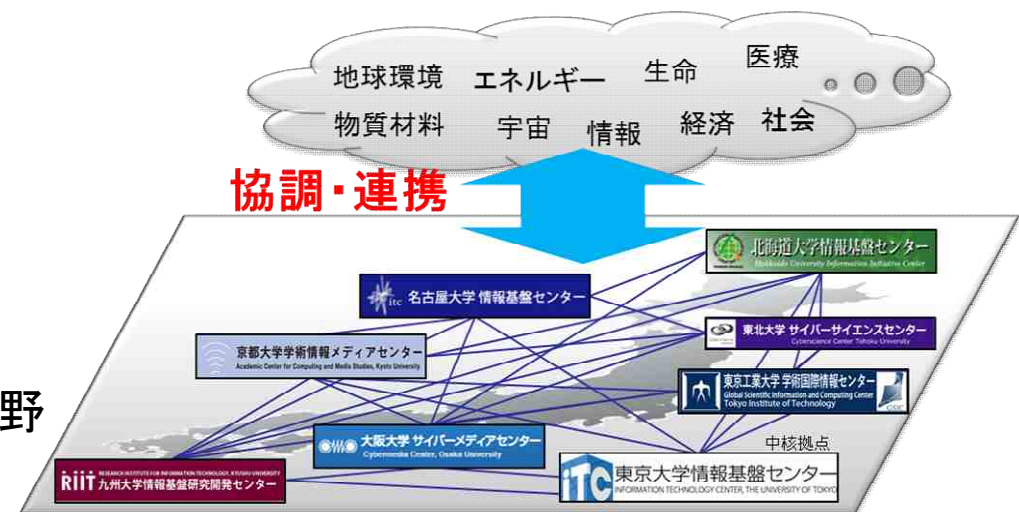 地球環境 エネルギー 生命 医療
物質材料 宇宙 情報 経済 社会
協調・連携
北海道大学情報基盤センター
Hokkaido University Information Initiative Center
itc 名古屋大学 情報基盤センター
東北大学 サイバーサイエンスセンター
Cyberscience Center Tohoku University
京都大学学術情報メディアセンター
Academic Center for Computing and Media Studies, Kyoto University
東京工業大学 学術国際情報センター
Global Scientific Information and Computing Center
Tokyo Institute of Technology
GSIC
野
大阪大学 サイバーメディアセンター
Cybermedia Center, Osaka University
中核拠点
RIIT
RESEARCH INSTITUTE FOR INFORMATION TECHNOLOGY, KYUSHU UNIVERSITY
九州大学情報基盤研究開発センター
iTC
東京大学情報基盤センター
INFORMATION TECHNOLOGY CENTER, THE UNIVERSITY OF TOKYO